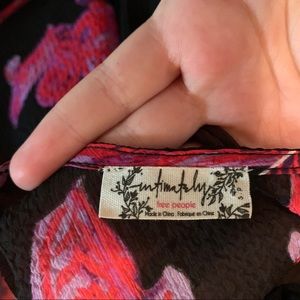 intimately
free people
Made in China · Fabriqué en Chine